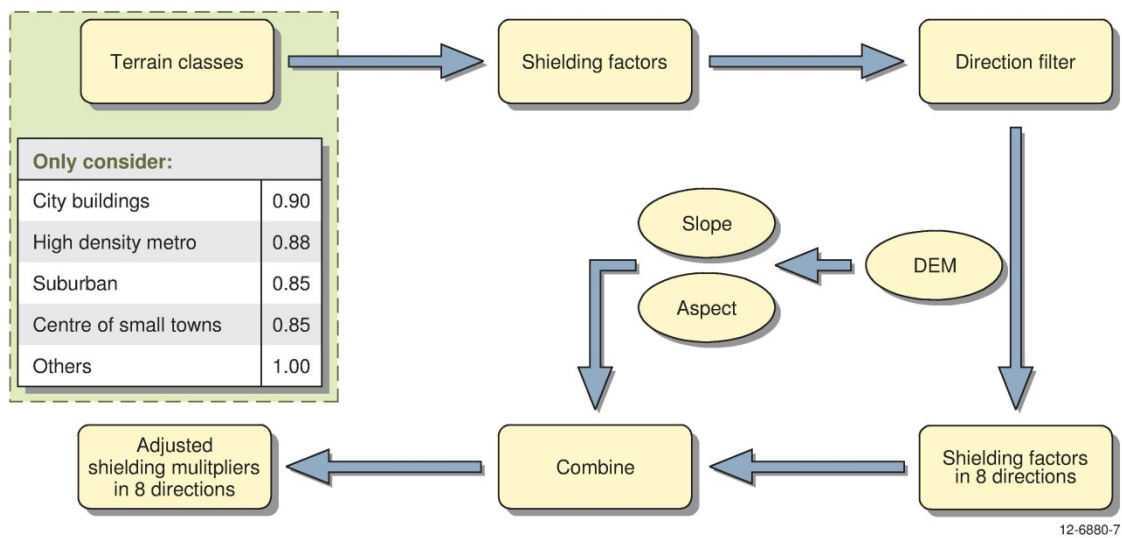 Terrain classes
Shielding factors
Direction filter
Only consider:
City buildings 0.90
High density metro 0.88
Suburban 0.85
Centre of small towns 0.85
Others 1.00
Slope
Aspect
DEM
Adjusted
shielding mulitpliers
in 8 directions
Combine
Shielding factors
in 8 directions
12-6880-7